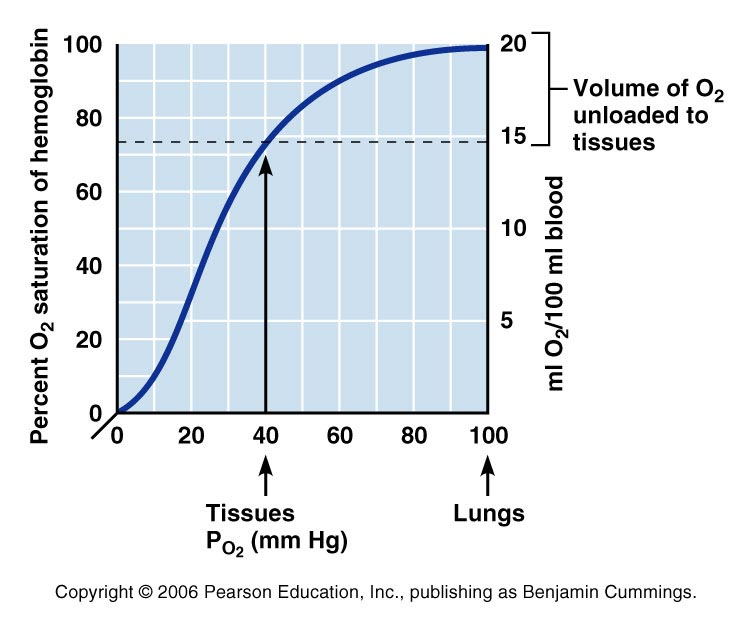 Percent O2 saturation of hemoglobin
100
80
60
40
20
0
0 20 40 60 80 100
20
15
10
5
ml O2/100 ml blood
Volume of O2
unloaded to
tissues
Tissues
PO2 (mm Hg)
Lungs
Copyright © 2006 Pearson Education, Inc., publishing as Benjamin Cummings.